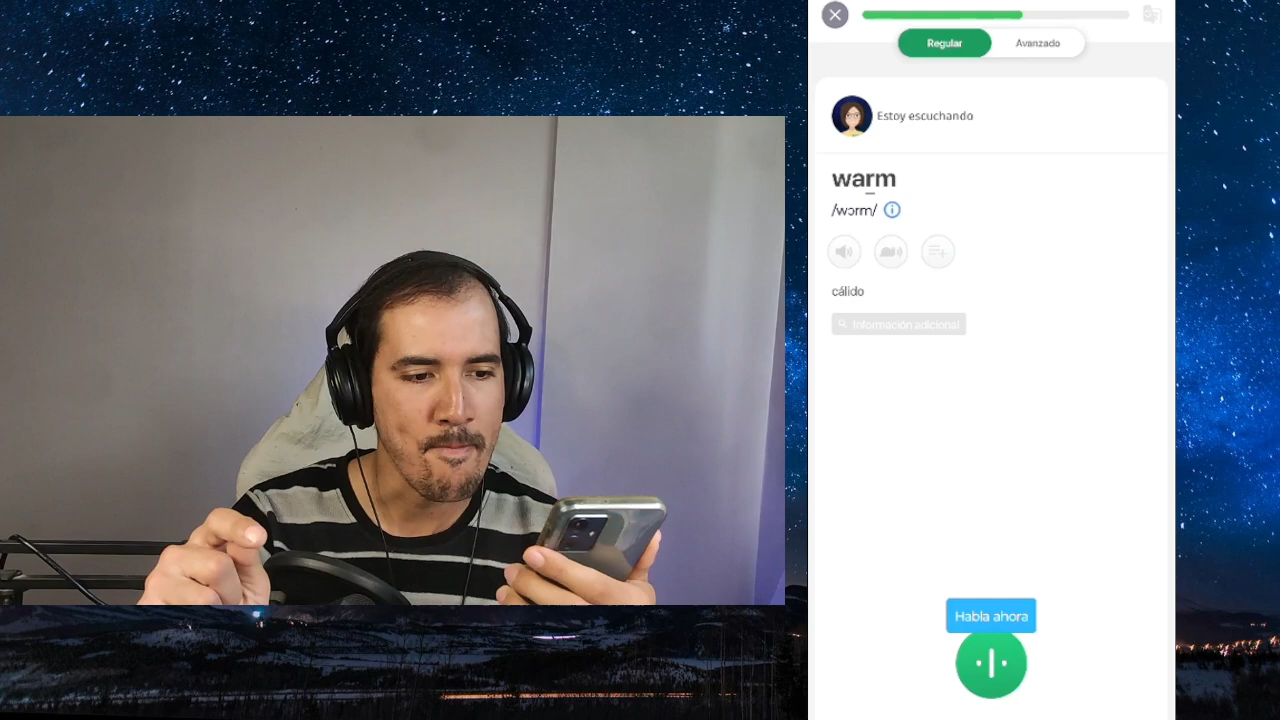 Regular
Avanzado
Estoy escuchando
warm
/wɔrm/
cálido
Información adicional
Habla ahora